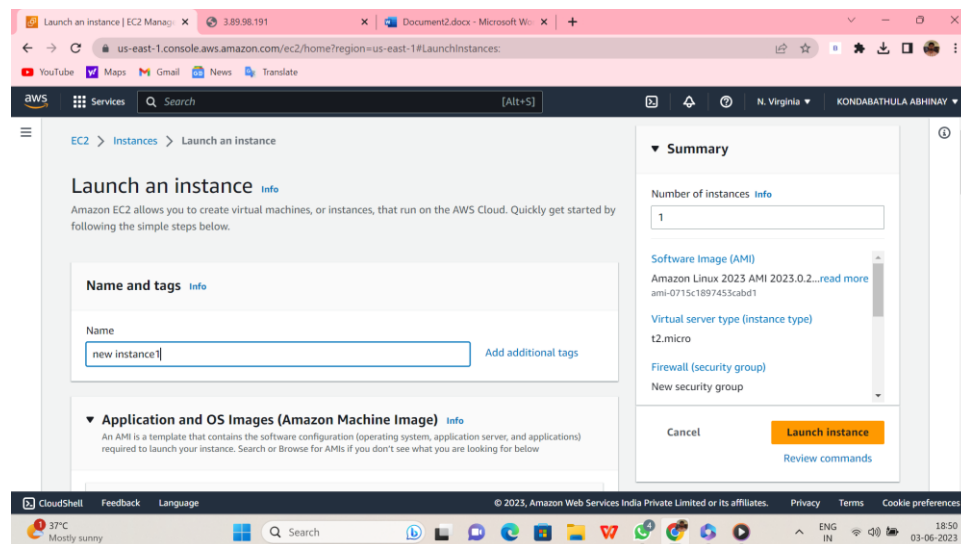 Launch an instance | EC2 Manag
3.89.98.191
Document2.docx - Microsoft Wo
us-east-1.console.aws.amazon.com/ec2/home?region=us-east-1#LaunchInstances:
YouTube Maps Gmail News Translate
aws Services Search [Alt+S] N. Virginia ▼ KONDABATHULA ABHINAY ▼
EC2 > Instances > Launch an instance
Launch an instance Info
Amazon EC2 allows you to create virtual machines, or instances, that run on the AWS Cloud. Quickly get started by
following the simple steps below.
Name and tags Info
Name
new instance1
Add additional tags
▼ Application and OS Images (Amazon Machine Image) Info
An AMI is a template that contains the software configuration (operating system, application server, and applications)
required to launch your instance. Search or Browse for AMIs if you don't see what you are looking for below
▼ Summary
Number of instances Info
1
Software Image (AMI)
Amazon Linux 2023 AMI 2023.0.2...read more
ami-0715c1897453cabd1
Virtual server type (instance type)
t2.micro
Firewall (security group)
New security group
Cancel
Launch instance
Review commands
CloudShell Feedback Language © 2023, Amazon Web Services India Private Limited or its affiliates. Privacy Terms Cookie preferences
37°C
Mostly sunny
Search
ENG
IN
18:50
03-06-2023